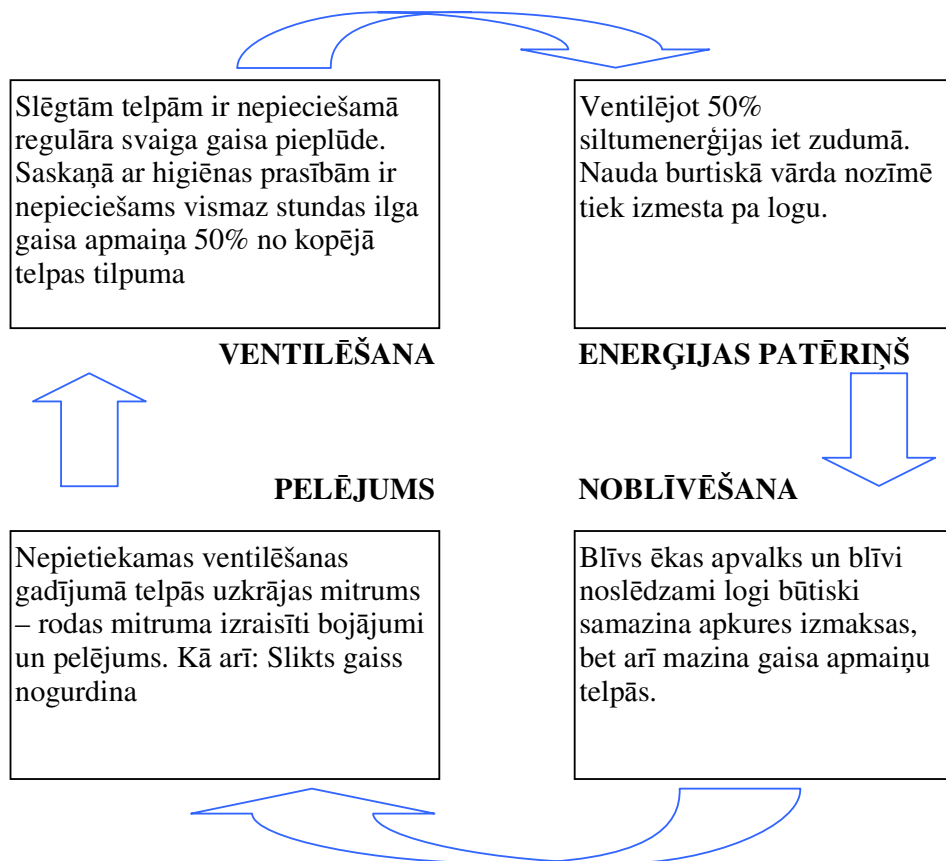 Slēgtām telpām ir nepieciešamā
regulāra svaiga gaisa pieplūde.
Saskaņā ar higiēnas prasībām ir
nepieciešams vismaz stundas ilga
gaisa apmaiņa 50% no kopējā
telpas tilpuma
VENTILĒŠANA
Ventilējot 50%
siltumenerģijas iet zudumā.
Nauda burtiskā vārda nozīmē
tiek izmesta pa logu.
ENERĢIJAS PATĒRIŅŠ
PELĒJUMS
Nepietiekamas ventilēšanas
gadījumā telpās uzkrājas mitrums
– rodas mitruma izraisīti bojājumi
un pelējums. Kā arī: Slikts gaiss
nogurdina
NOBLĪVĒŠANA
Blīvs ēkas apvalks un blīvi
noslēdzami logi būtiski
samazina apkures izmaksas,
bet arī mazina gaisa apmaiņu
telpās.